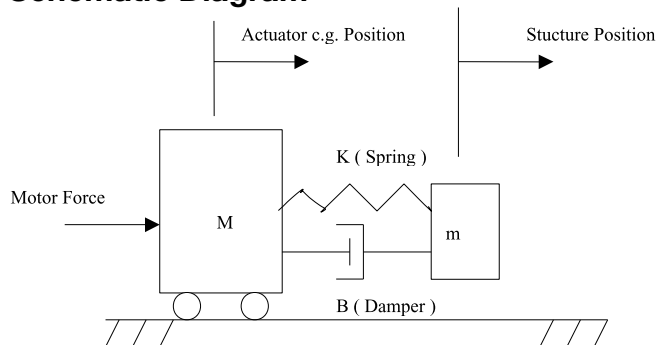 Schematic Diagram
Actuator c.g. Position
Stucture Position
K ( Spring )
Motor Force
M
m
B ( Damper )